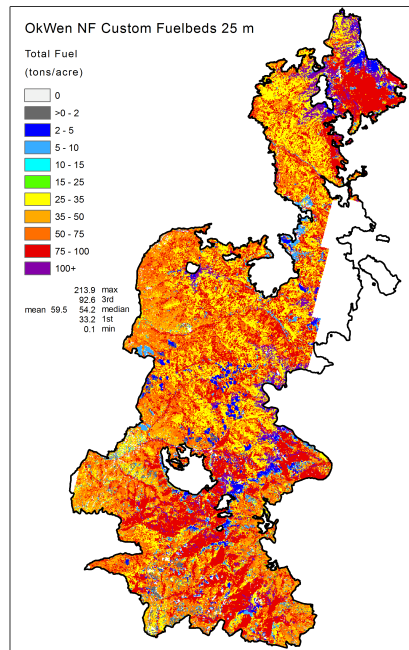 OkWen NF Custom Fuelbeds 25 m
Total Fuel
(tons/acre)
0
>0 - 2
2 - 5
5 - 10
10 - 15
15 - 25
25 - 35
35 - 50
50 - 75
75 - 100
100+
213.9 max
92.6 3rd
mean 59.5 54.2 median
33.2 1st
0.1 min